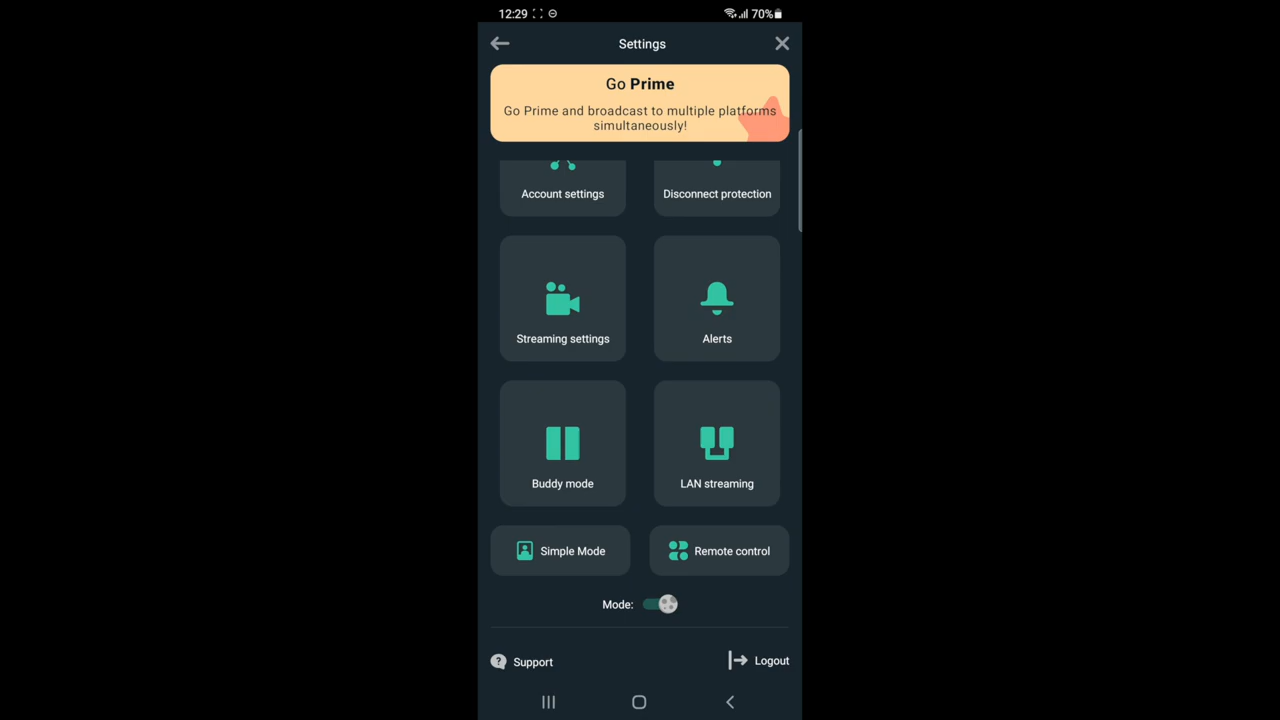 12:29
70%
Settings
Go Prime
Go Prime and broadcast to multiple platforms
simultaneously!
Account settings
Disconnect protection
Streaming settings
Alerts
Buddy mode
LAN streaming
Simple Mode
Remote control
Mode:
Support
Logout